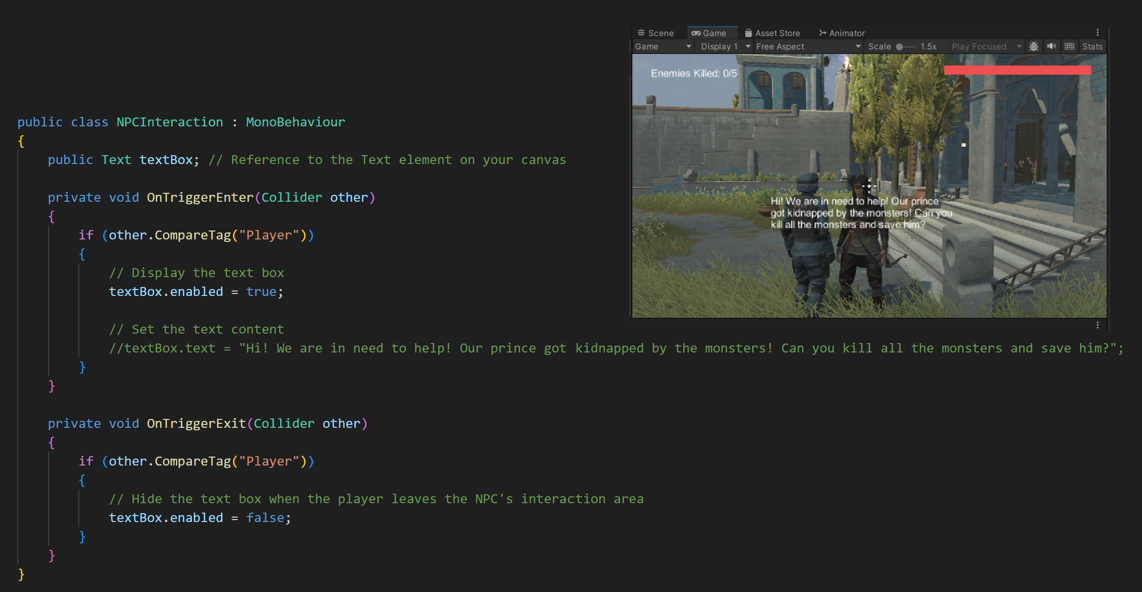 Scene Game Asset Store Animator
Game Display 1 Free Aspect Scale 1.5x Play Focused Stats
Enemies Killed: 0/5
Hi! We are in need to help! Our prince
got kidnapped by the monsters! Can you
kill all the monsters and save him?
public class NPCInteraction : MonoBehaviour
{
public Text textBox; // Reference to the Text element on your canvas
private void OnTriggerEnter(Collider other)
{
if (other.CompareTag("Player"))
{
// Display the text box
textBox.enabled = true;
// Set the text content
//textBox.text = "Hi! We are in need to help! Our prince got kidnapped by the monsters! Can you kill all the monsters and save him?";
}
}
private void OnTriggerExit(Collider other)
{
if (other.CompareTag("Player"))
{
// Hide the text box when the player leaves the NPC's interaction area
textBox.enabled = false;
}
}
}